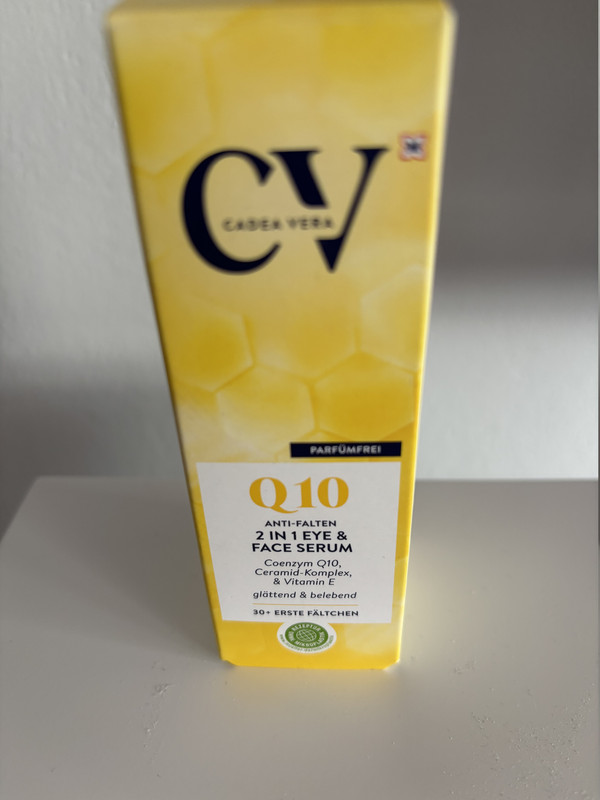 CV
CADEA VERA
PARFÜMFREI
Q10
ANTI-FALTEN
2 IN 1 EYE &
FACE SERUM
Coenzym Q10,
Ceramid-Komplex,
& Vitamin E
glättend & belebend
30+ ERSTE FÄLTCHEN
REZEPTUR